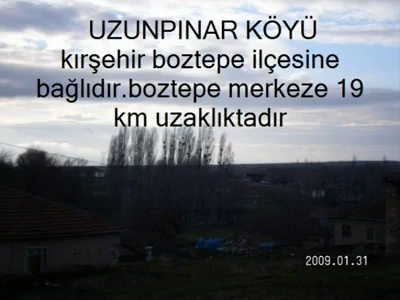 UZUNPINAR KÖYÜ
kırşehir boztepe ilçesine
bağlıdır.boztepe merkeze 19
km uzaklıktadır
2009.01.31